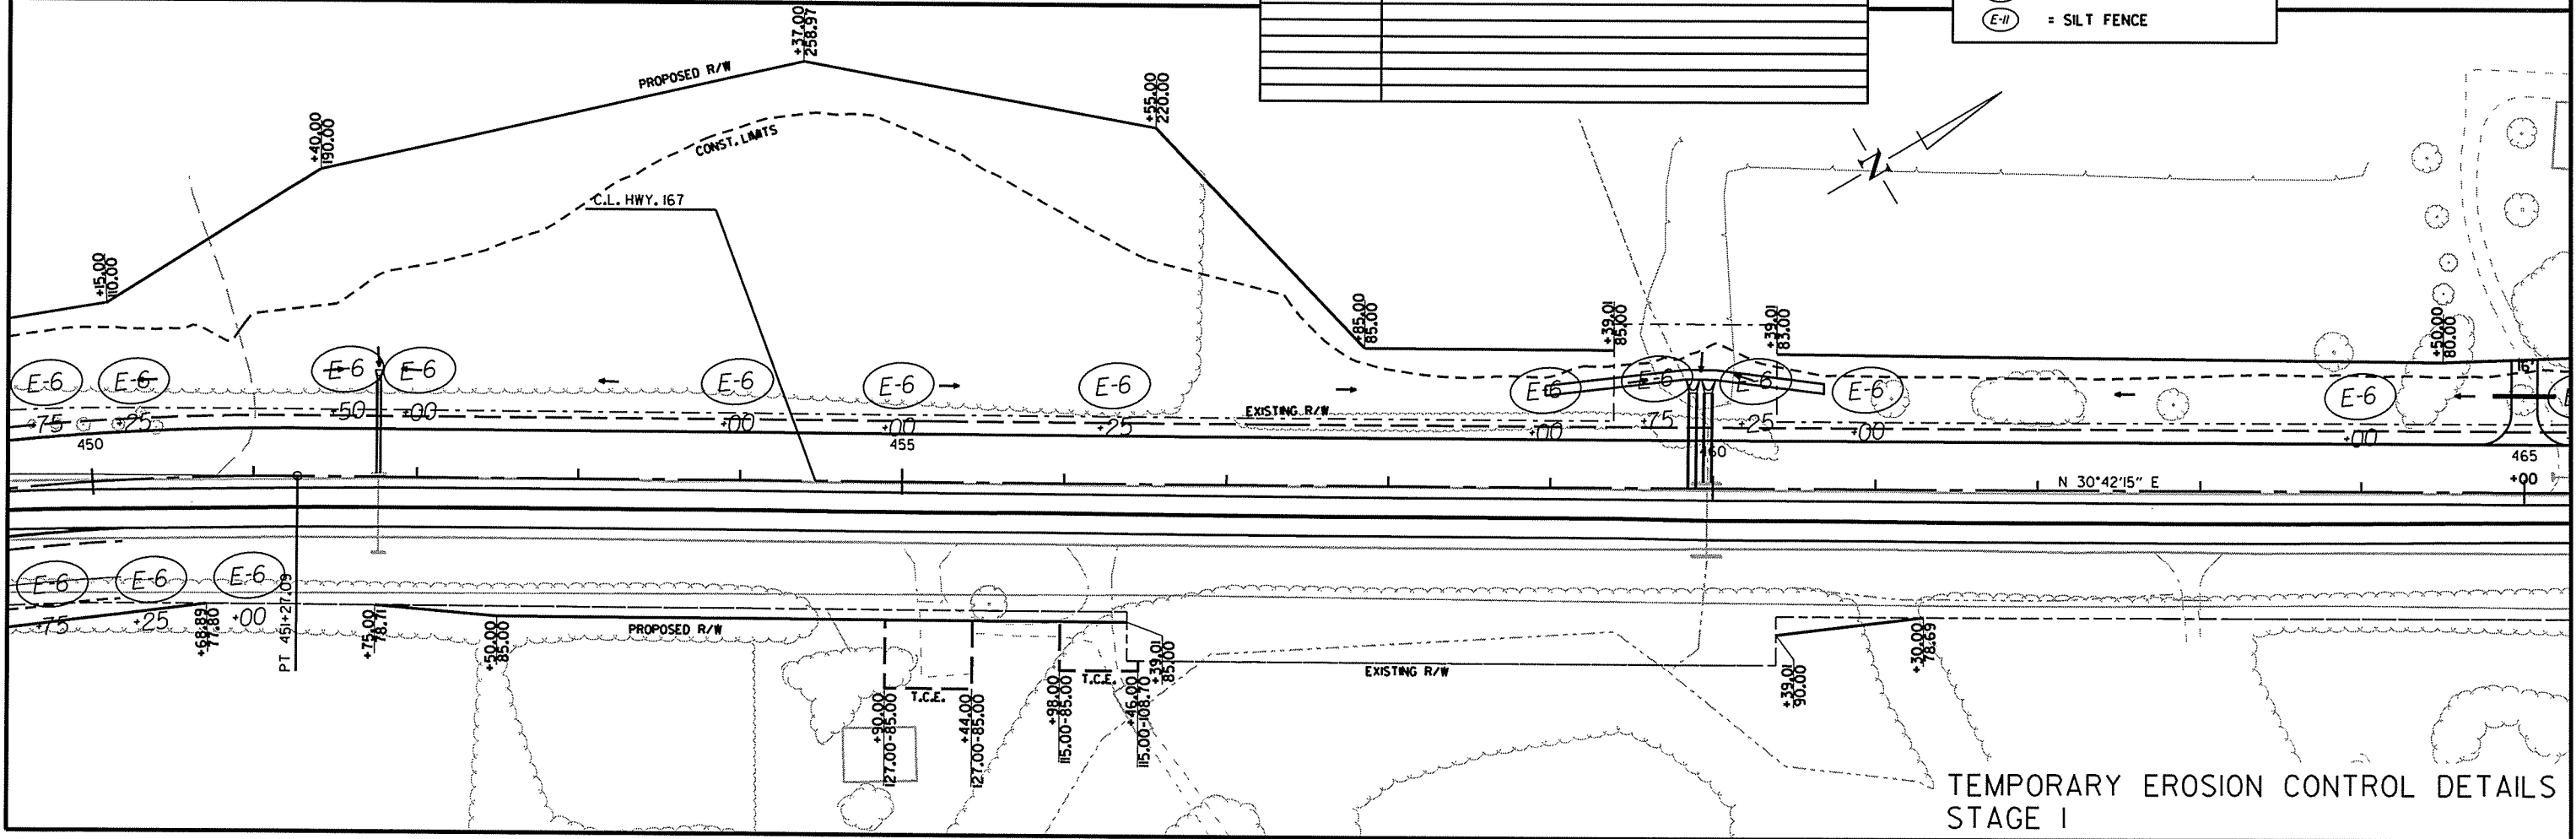 E-11 = SILT FENCE
+37.00
258.97
PROPOSED R/W
+40.00
190.00
+55.00
220.00
CONST. LIMITS
C.L. HWY. 167
+15.00
110.00
+85.00
85.00
+39.01
85.00
+39.01
83.00
+50.00
80.00
N
16'
E-6 E-6 E-6 E-6 E-6 E-6 E-6 E-6 E-6 E-6 E-6 E-6
EXISTING R/W
+75 +25 +50 +00 +00 +00 +25 +00 +75 +25 +00 +00
450 455 460 465
N 30°42'15" E
+00
E-6 E-6 E-6
+75 +25 +00
+68.89
77.80
PT 451+27.09
+75.00
78.71
+50.00
85.00
PROPOSED R/W
+90.00
127.00-85.00
T.C.E.
+44.00
127.00-85.00
+98.00
115.00-85.00
T.C.E.
+46.00
115.00-108.70
+39.01
85.00
EXISTING R/W
+39.01
90.00
+30.00
78.69
TEMPORARY EROSION CONTROL DETAILS
STAGE I